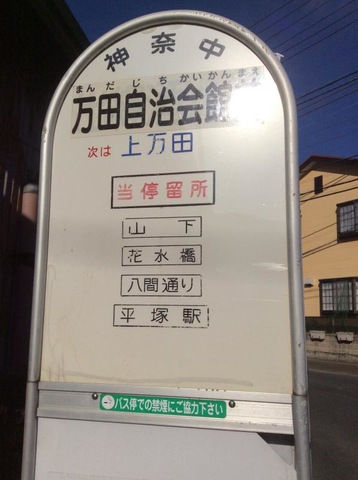 神奈中
まんだじちかいかんまえ
万田自治会館
次は 上万田
当停留所
山下
花水橋
八間通り
平塚駅
バス停での禁煙にご協力下さい